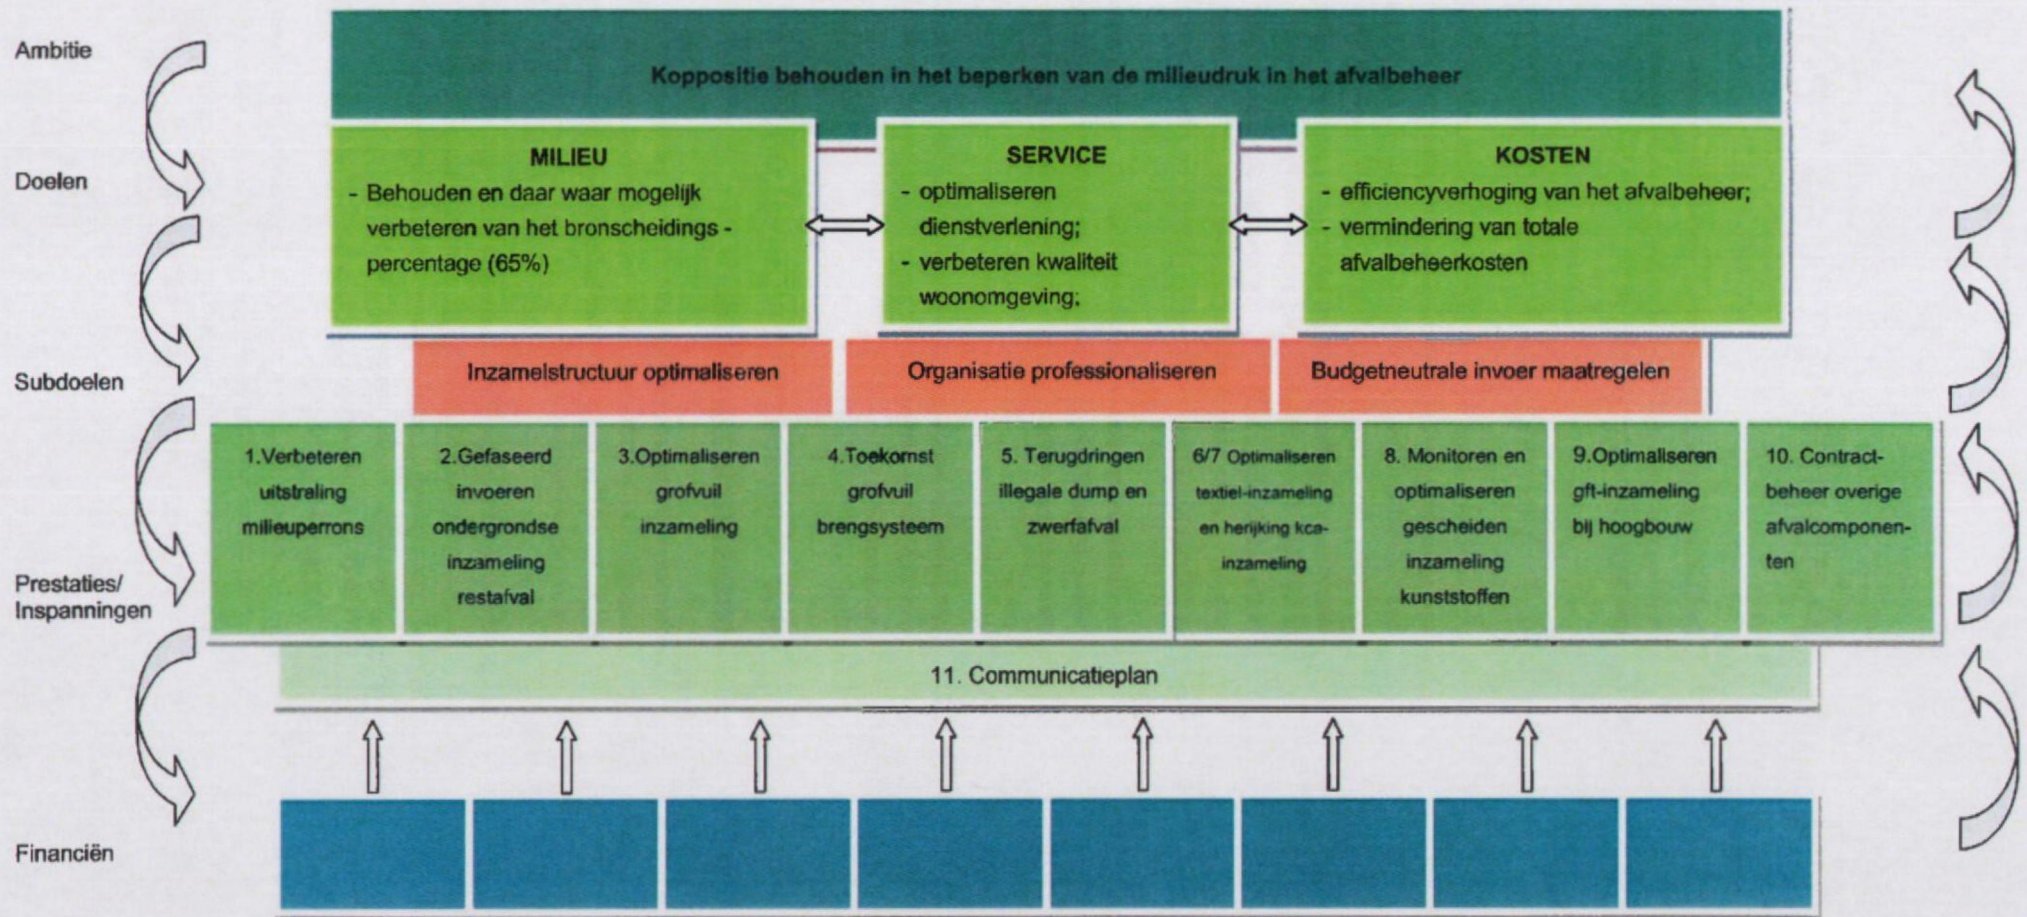 Ambitie
Koppositie behouden in het beperken van de milieudruk in het afvalbeheer
Doelen
MILIEU
- Behouden en daar waar mogelijk
verbeteren van het bronscheidings -
percentage (65%)
SERVICE
- optimaliseren
dienstverlening;
- verbeteren kwaliteit
woonomgeving;
KOSTEN
- efficiencyverhoging van het afvalbeheer;
- vermindering van totale
afvalbeheerkosten
Subdoelen
Inzamelstructuur optimaliseren
Organisatie professionaliseren
Budgetneutrale invoer maatregelen
Prestaties/
Inspanningen
1.Verbeteren
uitstraling
milieuperrons
2.Gefaseerd
invoeren
ondergrondse
inzameling
restafval
3.Optimaliseren
grofvuil
inzameling
4.Toekomst
grofvuil
brengsysteem
5. Terugdringen
illegale dump en
zwerfafval
6/7 Optimaliseren
textiel-inzameling
en herijking kca-
inzameling
8. Monitoren en
optimaliseren
gescheiden
inzameling
kunststoffen
9.Optimaliseren
gft-inzameling
bij hoogbouw
10. Contract-
beheer overige
afvalcomponen-
ten
11. Communicatieplan
Financiën